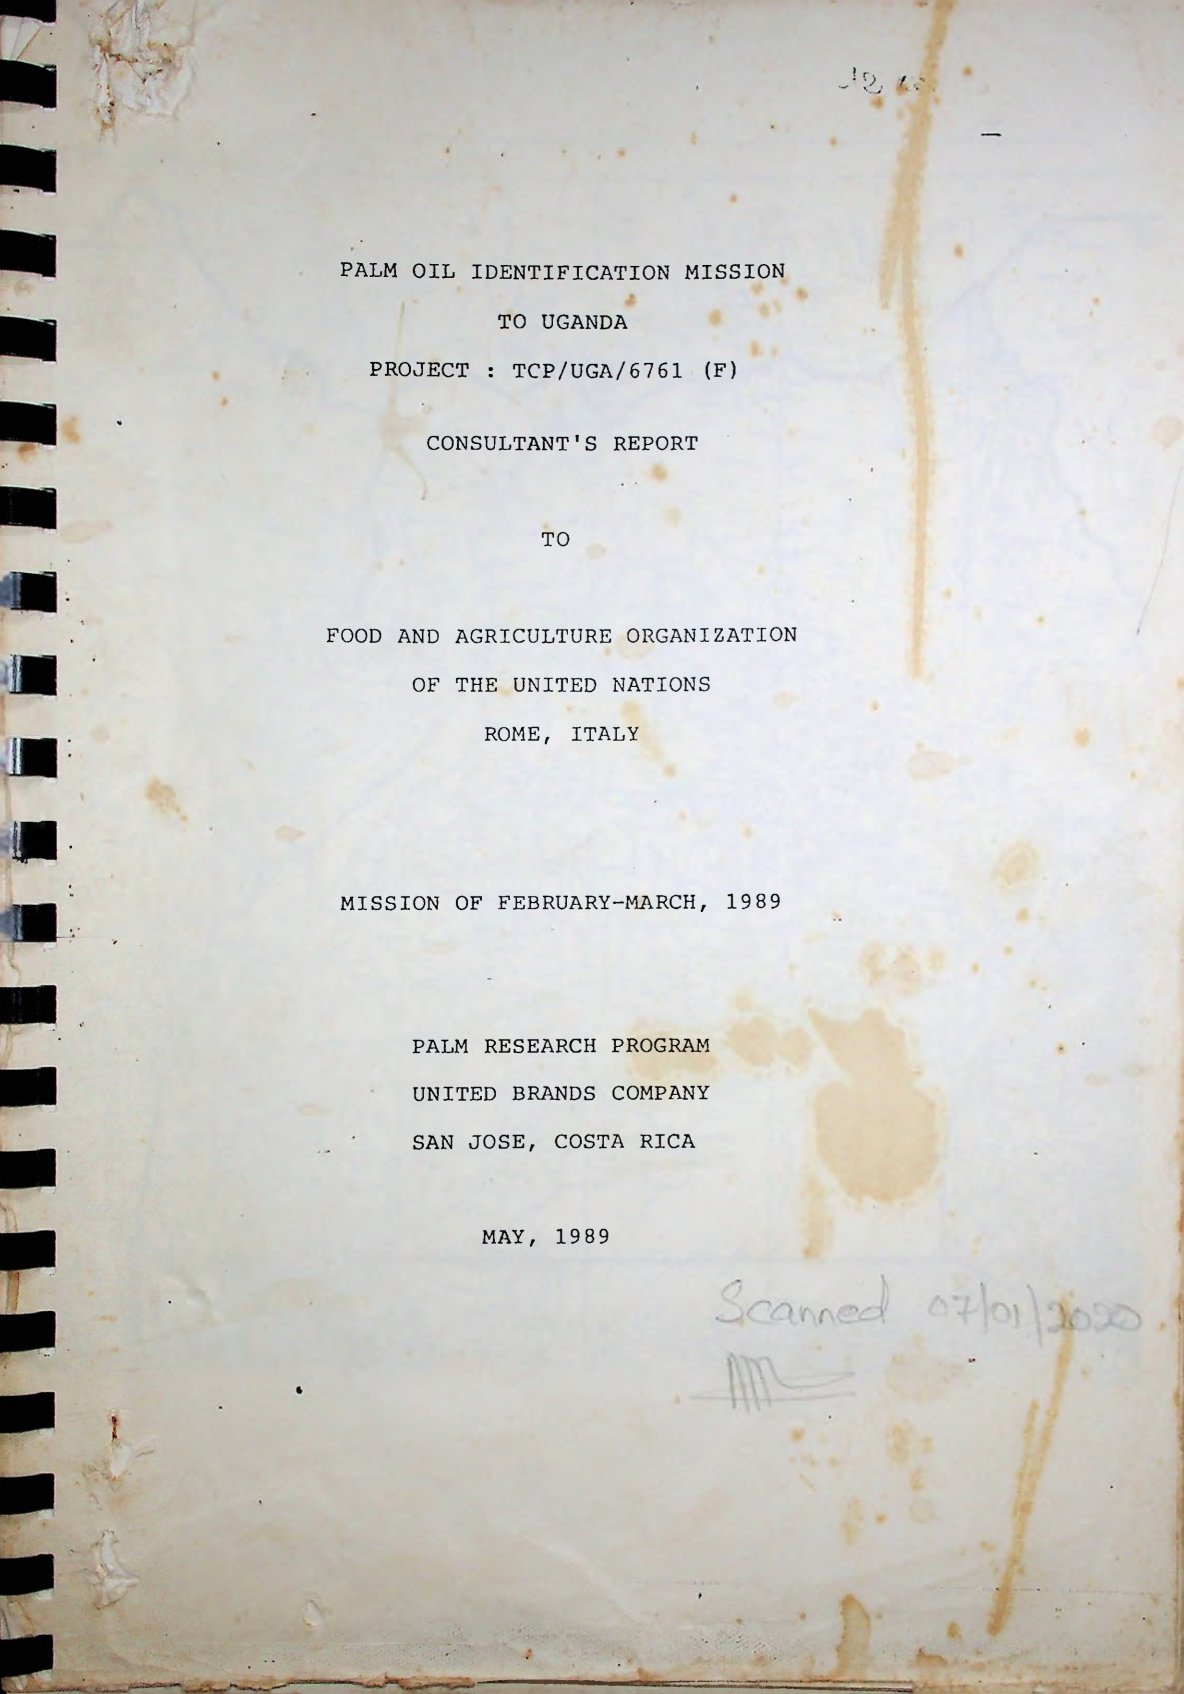 PALM OIL IDENTIFICATION MISSION
TO UGANDA
PROJECT : TCP/UGA/6761 (F)
CONSULTANT'S REPORT
TO
FOOD AND AGRICULTURE ORGANIZATION
OF THE UNITED NATIONS
ROME, ITALY
MISSION OF FEBRUARY-MARCH, 1989
PALM RESEARCH PROGRAM
UNITED BRANDS COMPANY
SAN JOSE, COSTA RICA
MAY, 1989
Scanned 07/01/2020